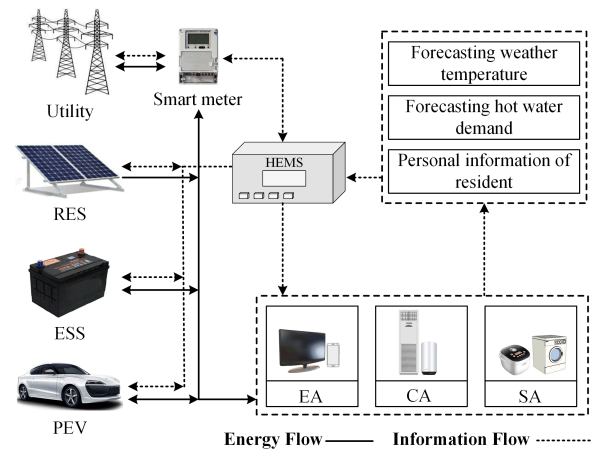 Utility
Smart meter
Forecasting weather
temperature
Forecasting hot water
demand
Personal information of
resident
HEMS
RES
ESS
PEV
EA
CA
SA
Energy Flow
Information Flow